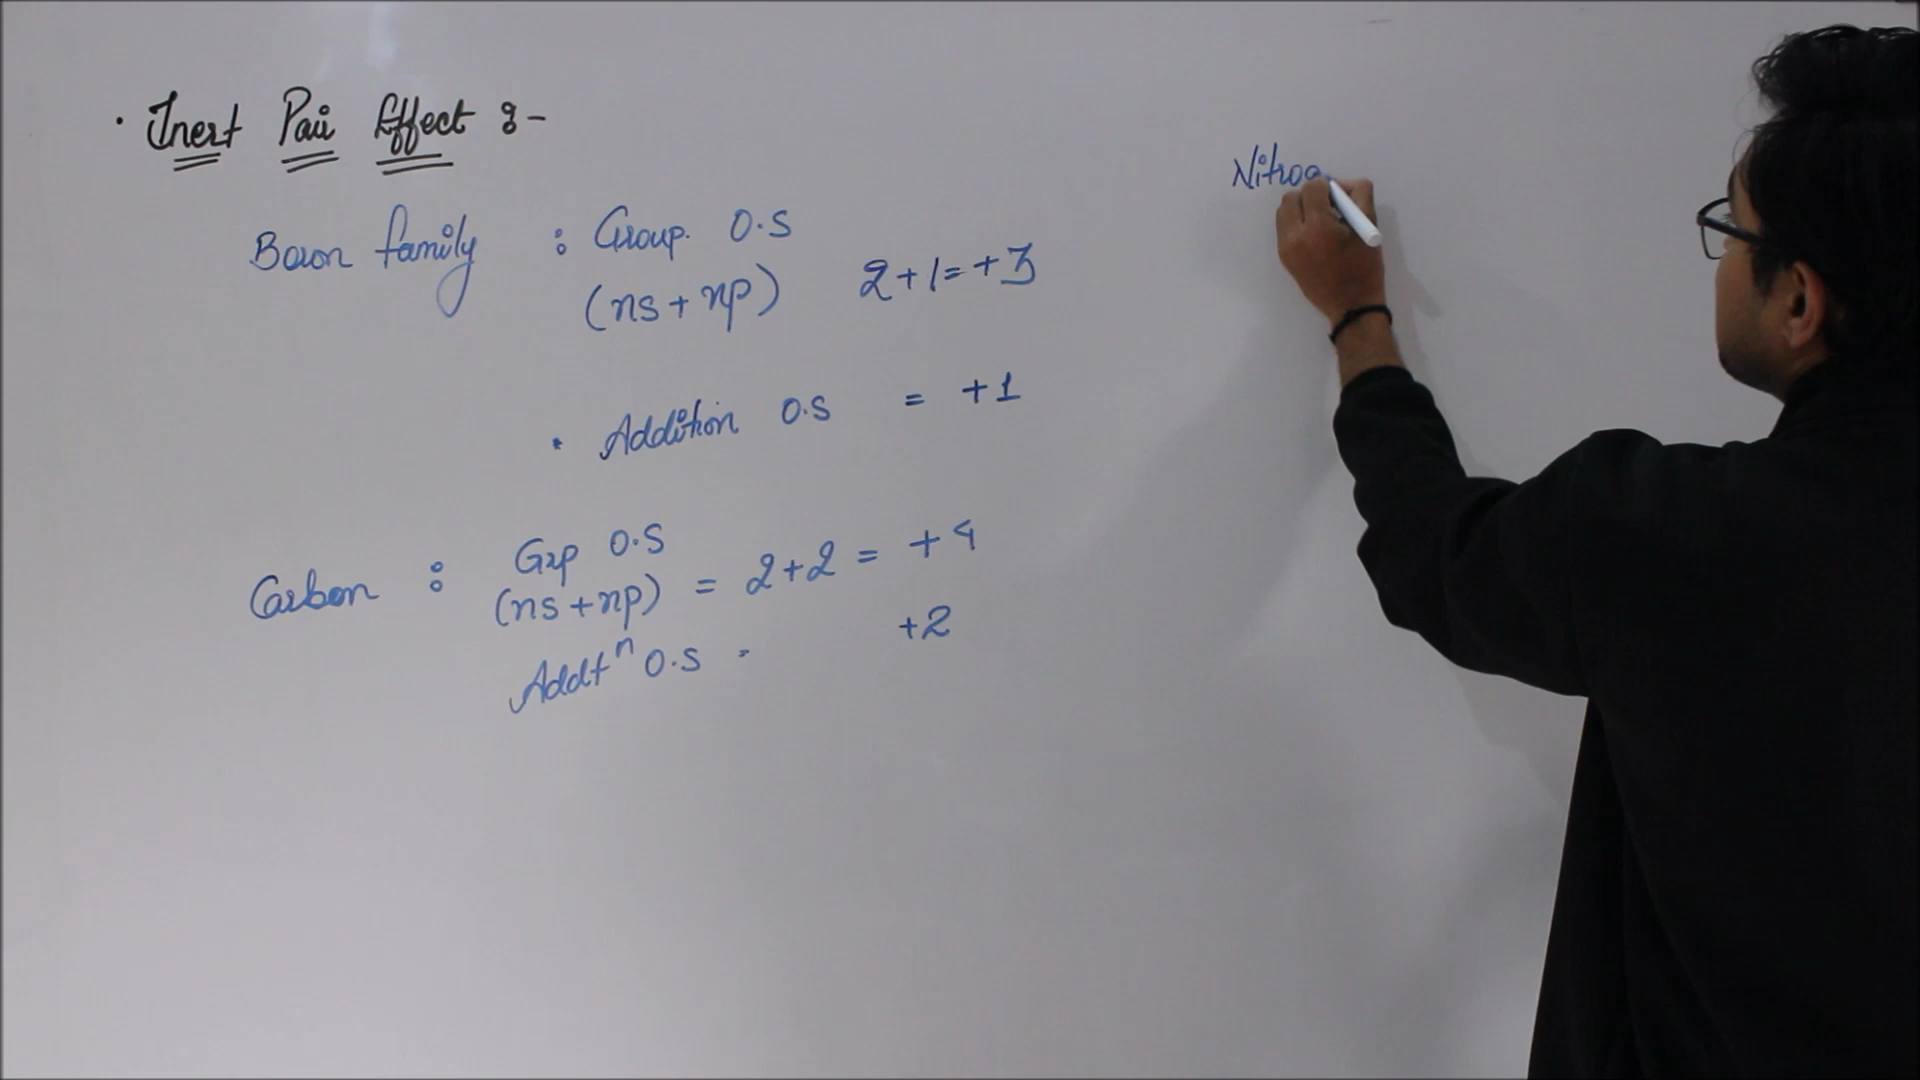 · Inert Pair Effect :-
Boron family : Group. O.S
(ns + np) 2+1=+3
· Addition O.S = +1
Carbon : Grp O.S
(ns+np) = 2+2 = +4
Addtⁿ O.S = +2
Nitrog